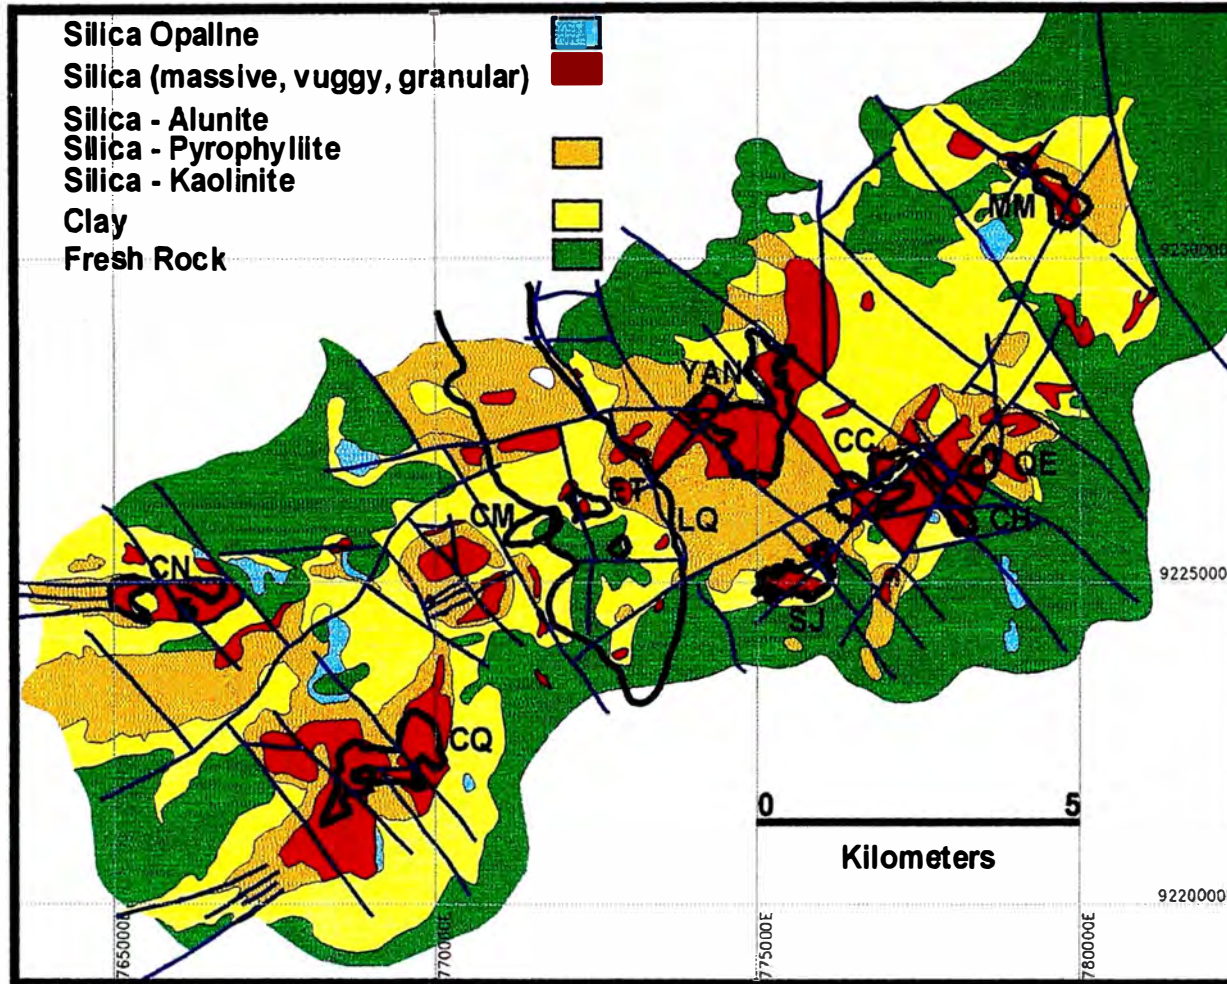 Silica Opaline
Silica (massive, vuggy, granular)
Silica - Alunite
Silica - Pyrophyllite
Silica - Kaolinite
Clay
Fresh Rock
MM
9230000
YAN
CC
QE
CM
LQ
CH
CN
9225000
SJ
CQ
0 5
Kilometers
9220000
765000E
770000E
775000E
780000E